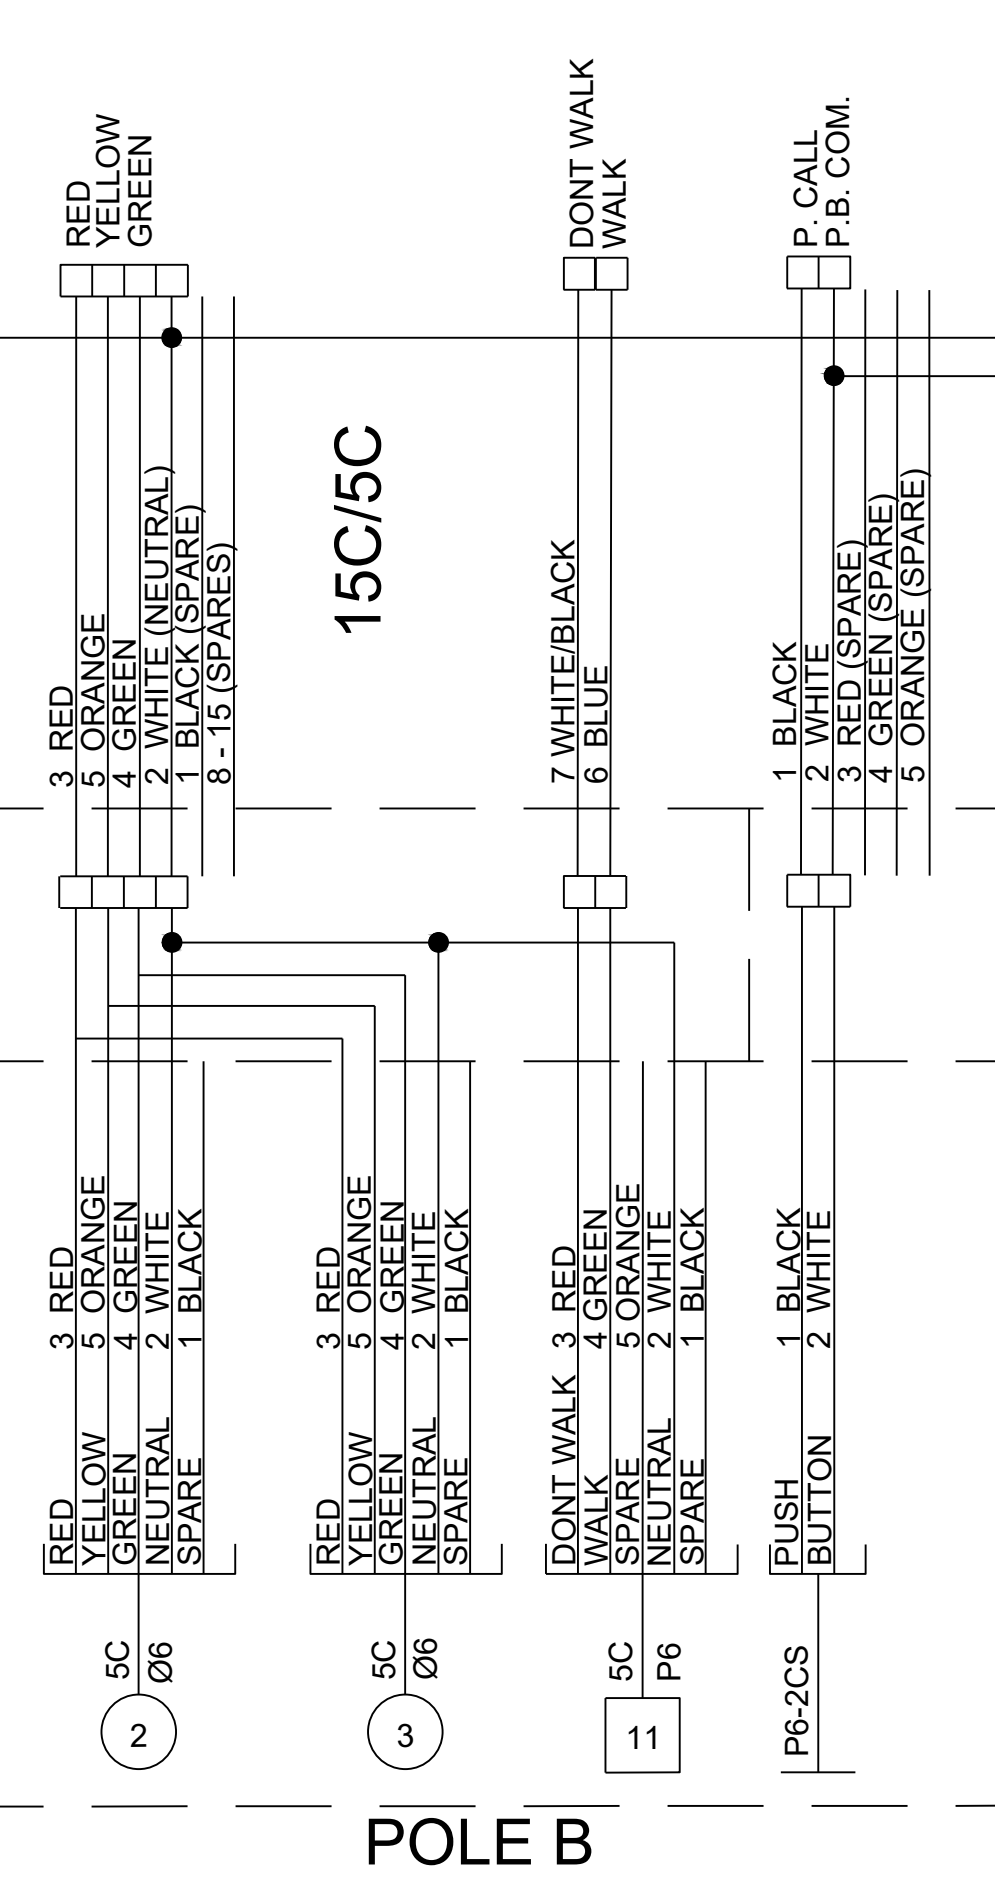 RED
YELLOW
GREEN
DONT WALK
WALK
P. CALL
P.B. COM.
3 RED
5 ORANGE
4 GREEN
2 WHITE (NEUTRAL)
1 BLACK (SPARE)
8 - 15 (SPARES)
15C/5C
7 WHITE/BLACK
6 BLUE
1 BLACK
2 WHITE
3 RED (SPARE)
4 GREEN (SPARE)
5 ORANGE (SPARE)
RED 3 RED
YELLOW 5 ORANGE
GREEN 4 GREEN
NEUTRAL 2 WHITE
SPARE 1 BLACK
RED 3 RED
YELLOW 5 ORANGE
GREEN 4 GREEN
NEUTRAL 2 WHITE
SPARE 1 BLACK
DONT WALK 3 RED
WALK 4 GREEN
SPARE 5 ORANGE
NEUTRAL 2 WHITE
SPARE 1 BLACK
PUSH 1 BLACK
BUTTON 2 WHITE
5C
Ø6
5C
Ø6
5C
P6
P6-2CS
2
3
11
POLE B